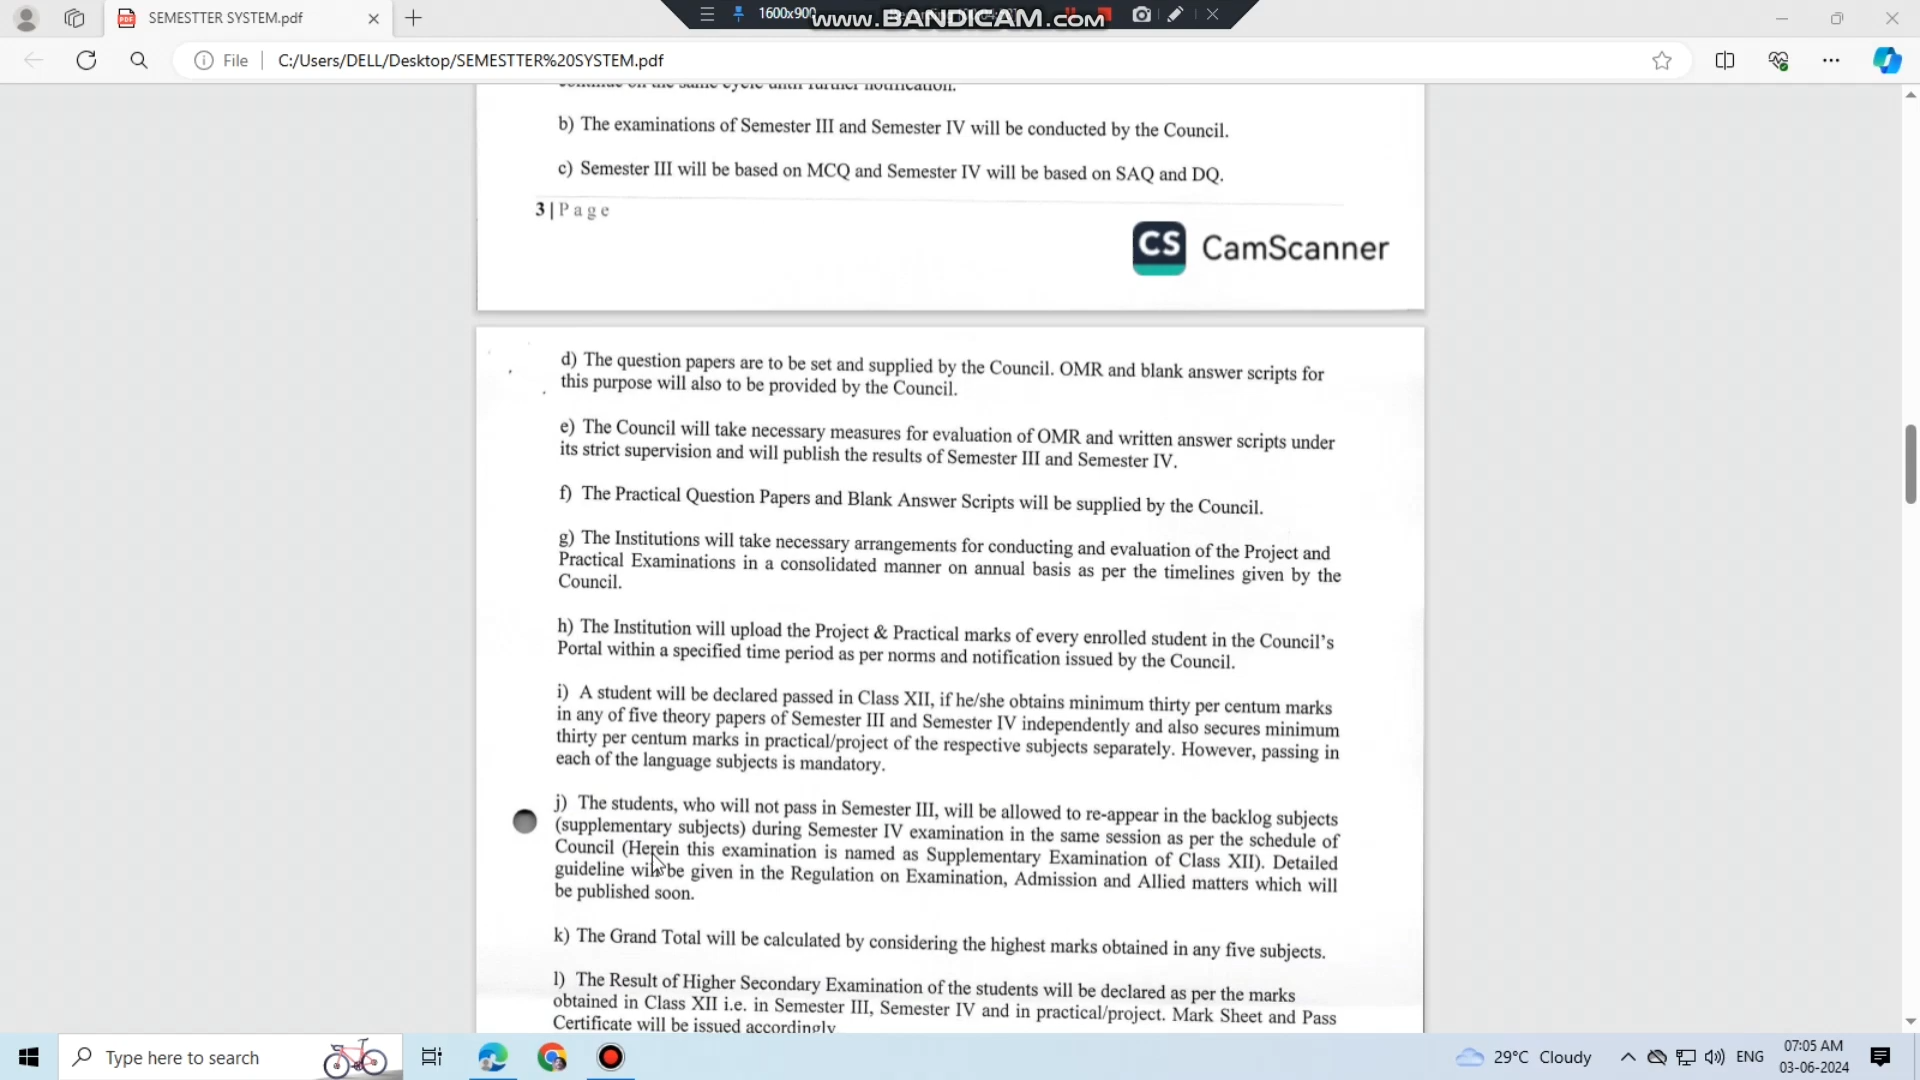 SEMESTTER SYSTEM.pdf
1600x900
www.BANDICAM.com
File
C:/Users/DELL/Desktop/SEMESTTER%20SYSTEM.pdf
continue on the same cycle until further notification.
b) The examinations of Semester III and Semester IV will be conducted by the Council.
c) Semester III will be based on MCQ and Semester IV will be based on SAQ and DQ.
3 | P a g e
CS CamScanner
d) The question papers are to be set and supplied by the Council. OMR and blank answer scripts for
this purpose will also to be provided by the Council.
e) The Council will take necessary measures for evaluation of OMR and written answer scripts under
its strict supervision and will publish the results of Semester III and Semester IV.
f) The Practical Question Papers and Blank Answer Scripts will be supplied by the Council.
g) The Institutions will take necessary arrangements for conducting and evaluation of the Project and
Practical Examinations in a consolidated manner on annual basis as per the timelines given by the
Council.
h) The Institution will upload the Project & Practical marks of every enrolled student in the Council's
Portal within a specified time period as per norms and notification issued by the Council.
i) A student will be declared passed in Class XII, if he/she obtains minimum thirty per centum marks
in any of five theory papers of Semester III and Semester IV independently and also secures minimum
thirty per centum marks in practical/project of the respective subjects separately. However, passing in
each of the language subjects is mandatory.
j) The students, who will not pass in Semester III, will be allowed to re-appear in the backlog subjects
(supplementary subjects) during Semester IV examination in the same session as per the schedule of
Council (Herein this examination is named as Supplementary Examination of Class XII). Detailed
guideline will be given in the Regulation on Examination, Admission and Allied matters which will
be published soon.
k) The Grand Total will be calculated by considering the highest marks obtained in any five subjects.
l) The Result of Higher Secondary Examination of the students will be declared as per the marks
obtained in Class XII i.e. in Semester III, Semester IV and in practical/project. Mark Sheet and Pass
Certificate will be issued accordingly
Type here to search
29°C Cloudy
ENG
07:05 AM
03-06-2024